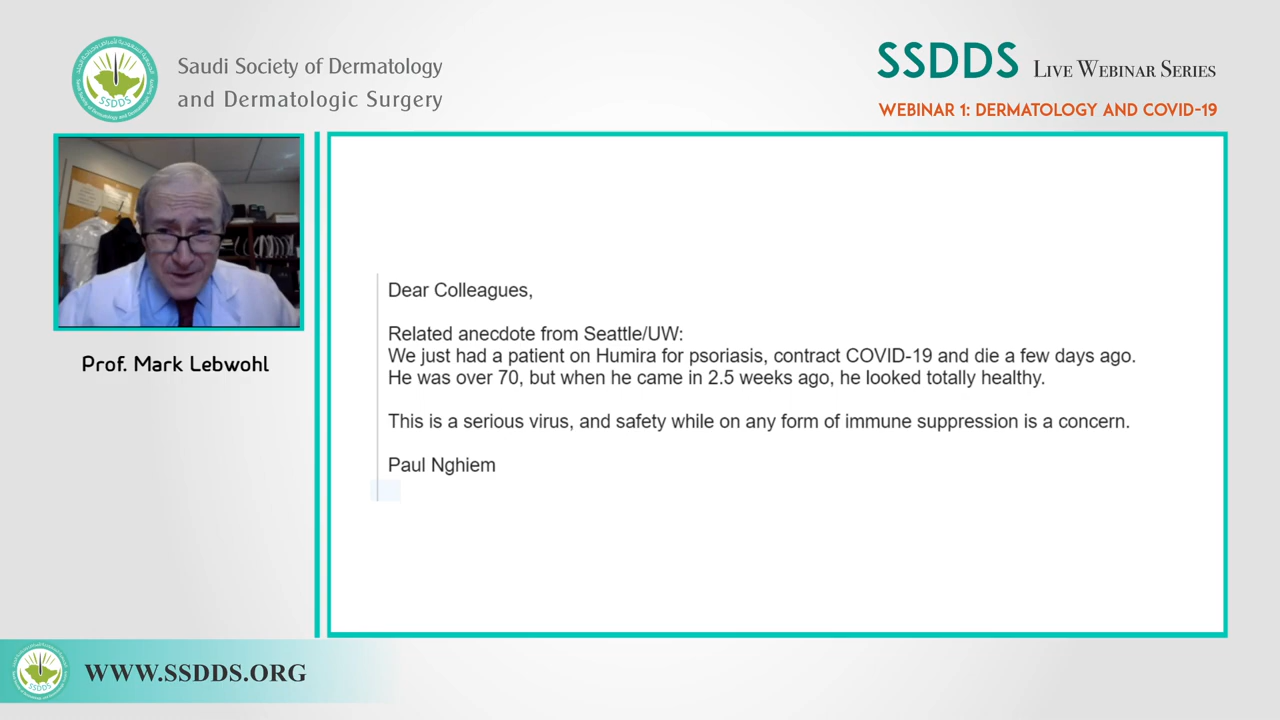 Saudi Society of Dermatology
and Dermatologic Surgery
SSDDS LIVE WEBINAR SERIES
WEBINAR 1: DERMATOLOGY AND COVID-19
Prof. Mark Lebwohl
Dear Colleagues,
Related anecdote from Seattle/UW:
We just had a patient on Humira for psoriasis, contract COVID-19 and die a few days ago.
He was over 70, but when he came in 2.5 weeks ago, he looked totally healthy.
This is a serious virus, and safety while on any form of immune suppression is a concern.
Paul Nghiem
SSDDS
SSDDS
WWW.SSDDS.ORG